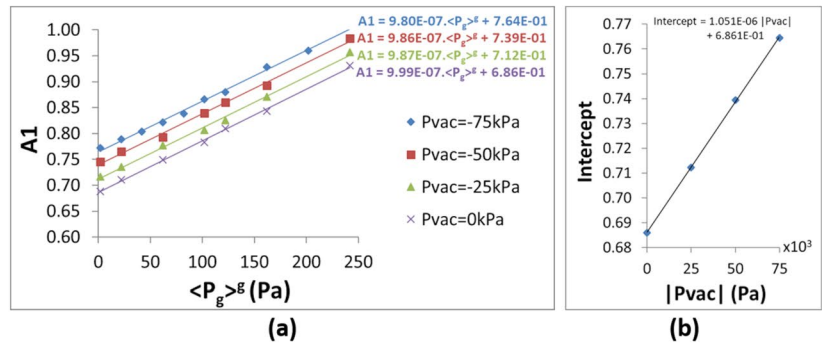 A1 = 9.80E-07.<Pg>g + 7.64E-01
A1 = 9.86E-07.<Pg>g + 7.39E-01
A1 = 9.87E-07.<Pg>g + 7.12E-01
A1 = 9.99E-07.<Pg>g + 6.86E-01
1.00
0.95
0.90
0.85
0.80
0.75
0.70
0.65
0.60
A1
0 50 100 150 200 250
<Pg>g (Pa)
Pvac=-75kPa
Pvac=-50kPa
Pvac=-25kPa
Pvac=0kPa
(a)
Intercept = 1.051E-06 |Pvac|
+ 6.861E-01
0.77
0.76
0.75
0.74
0.73
0.72
0.71
0.70
0.69
0.68
Intercept
x10³
0 25 50 75
|Pvac| (Pa)
(b)